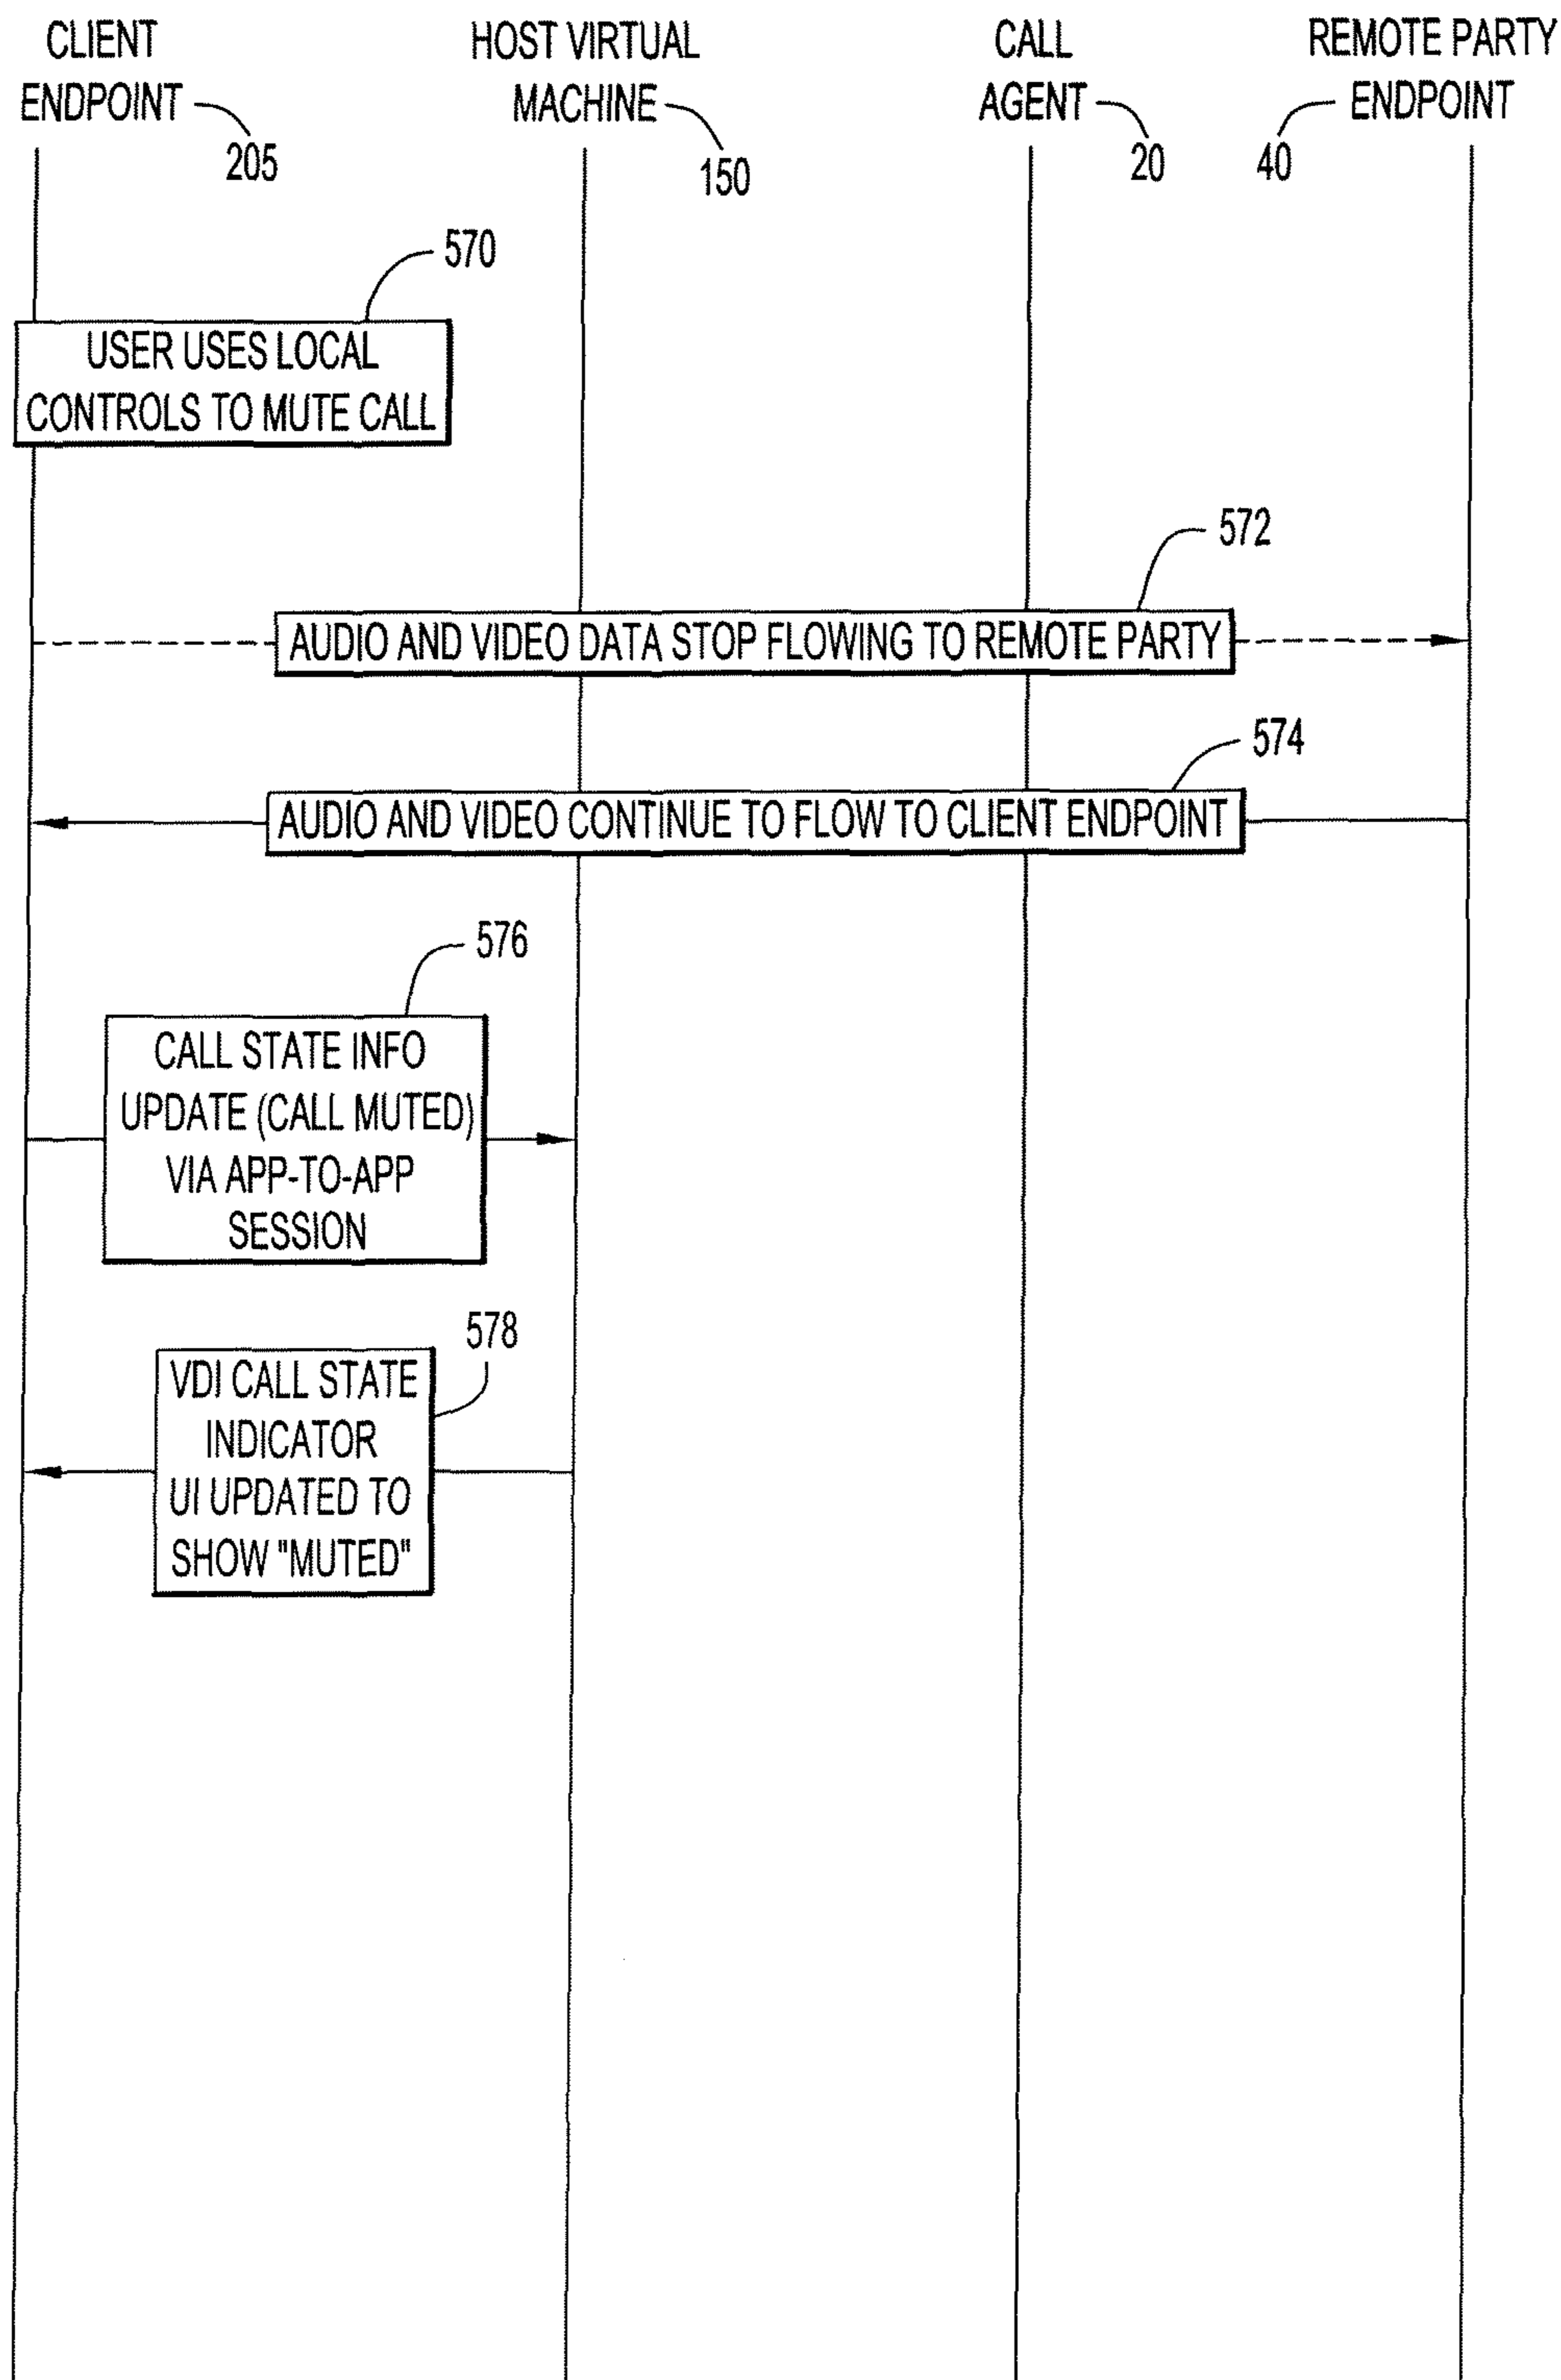 CLIENT
ENDPOINT
205
HOST VIRTUAL
MACHINE
150
CALL
AGENT
20
REMOTE PARTY
ENDPOINT
40
570
USER USES LOCAL
CONTROLS TO MUTE CALL
572
AUDIO AND VIDEO DATA STOP FLOWING TO REMOTE PARTY
574
AUDIO AND VIDEO CONTINUE TO FLOW TO CLIENT ENDPOINT
576
CALL STATE INFO
UPDATE (CALL MUTED)
VIA APP-TO-APP
SESSION
578
VDI CALL STATE
INDICATOR
UI UPDATED TO
SHOW "MUTED"